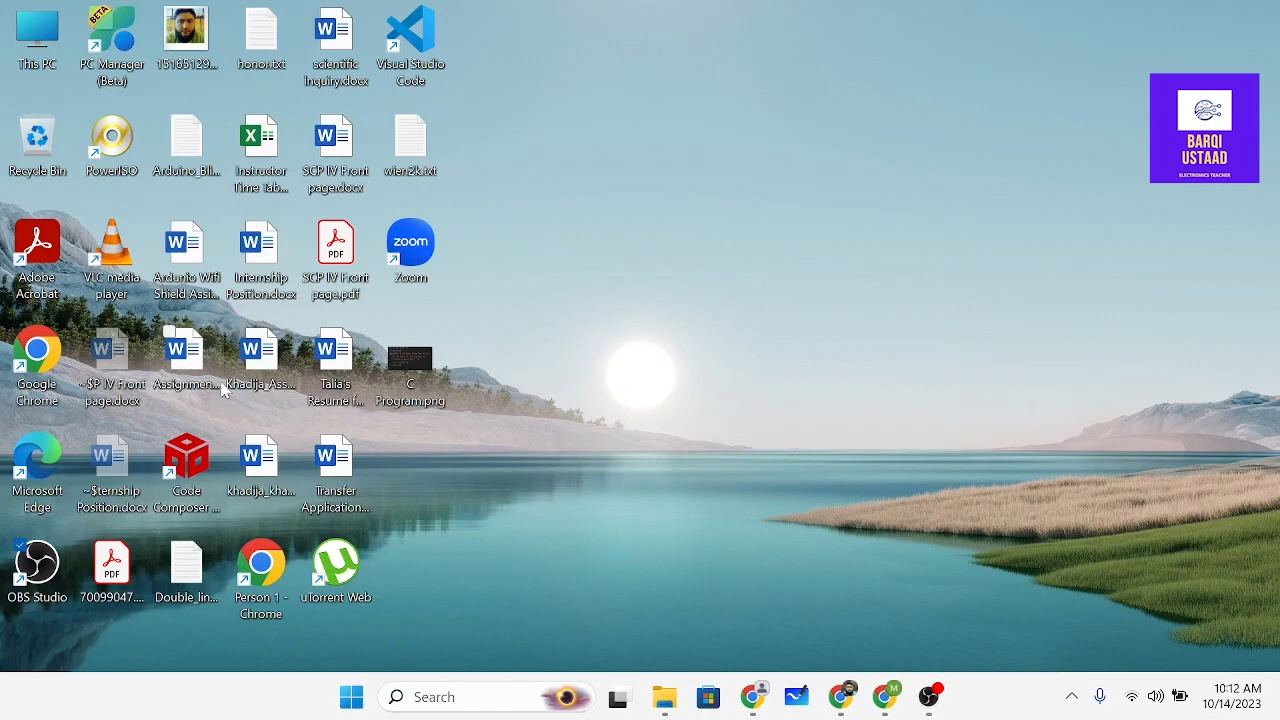 This PC
PC Manager
(Beta)
BETA
15165129...
honor.txt
scientific
inquiry.docx
Visual Studio
Code
Recycle Bin
PowerISO
Arduino_Bli...
Instructor
Time Tab...
SCP IV Front
page.docx
wien2k.txt
Adobe
Acrobat
VLC media
player
Ardunio Wifi
Shield Assi...
Internship
Position.docx
PDF
SCP IV Front
page.pdf
zoom
Zoom
Google
Chrome
~$P IV Front
page.docx
Assignmen...
Khadija_Ass...
Resume f...
C
Program.png
Microsoft
Edge
~$ternship
Position.docx
Code
Composer ...
khadija_kha...
Transfer
Application...
OBS Studio
PDF
70099047....
Double_lin...
Person 1 -
Chrome
uTorrent Web
BARQI
USTAAD
ELECTRONICS TEACHER
Search
M
10:12 AM
10/14/2023